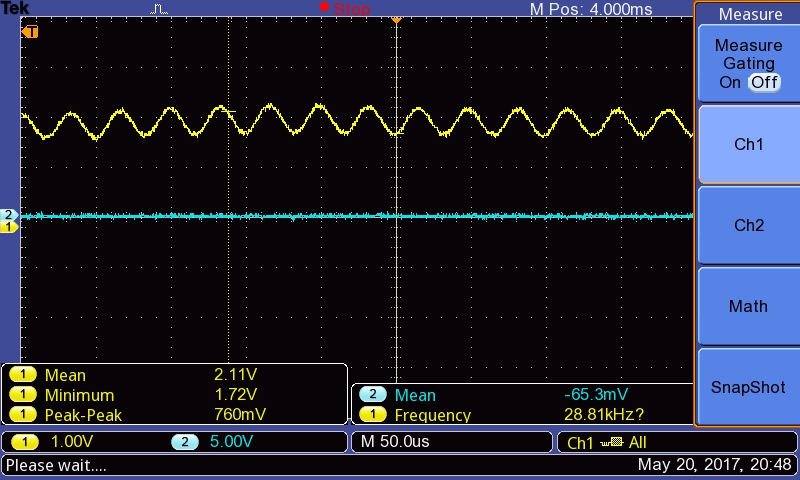 Tek
Stop
M Pos: 4.000ms
Measure
T
Measure
Gating
On Off
Ch1
2
1
Ch2
Math
SnapShot
1 Mean 2.11V
1 Minimum 1.72V
1 Peak-Peak 760mV
2 Mean -65.3mV
1 Frequency 28.81kHz?
1 1.00V 2 5.00V M 50.0us Ch1 All
Please wait.... May 20, 2017, 20:48